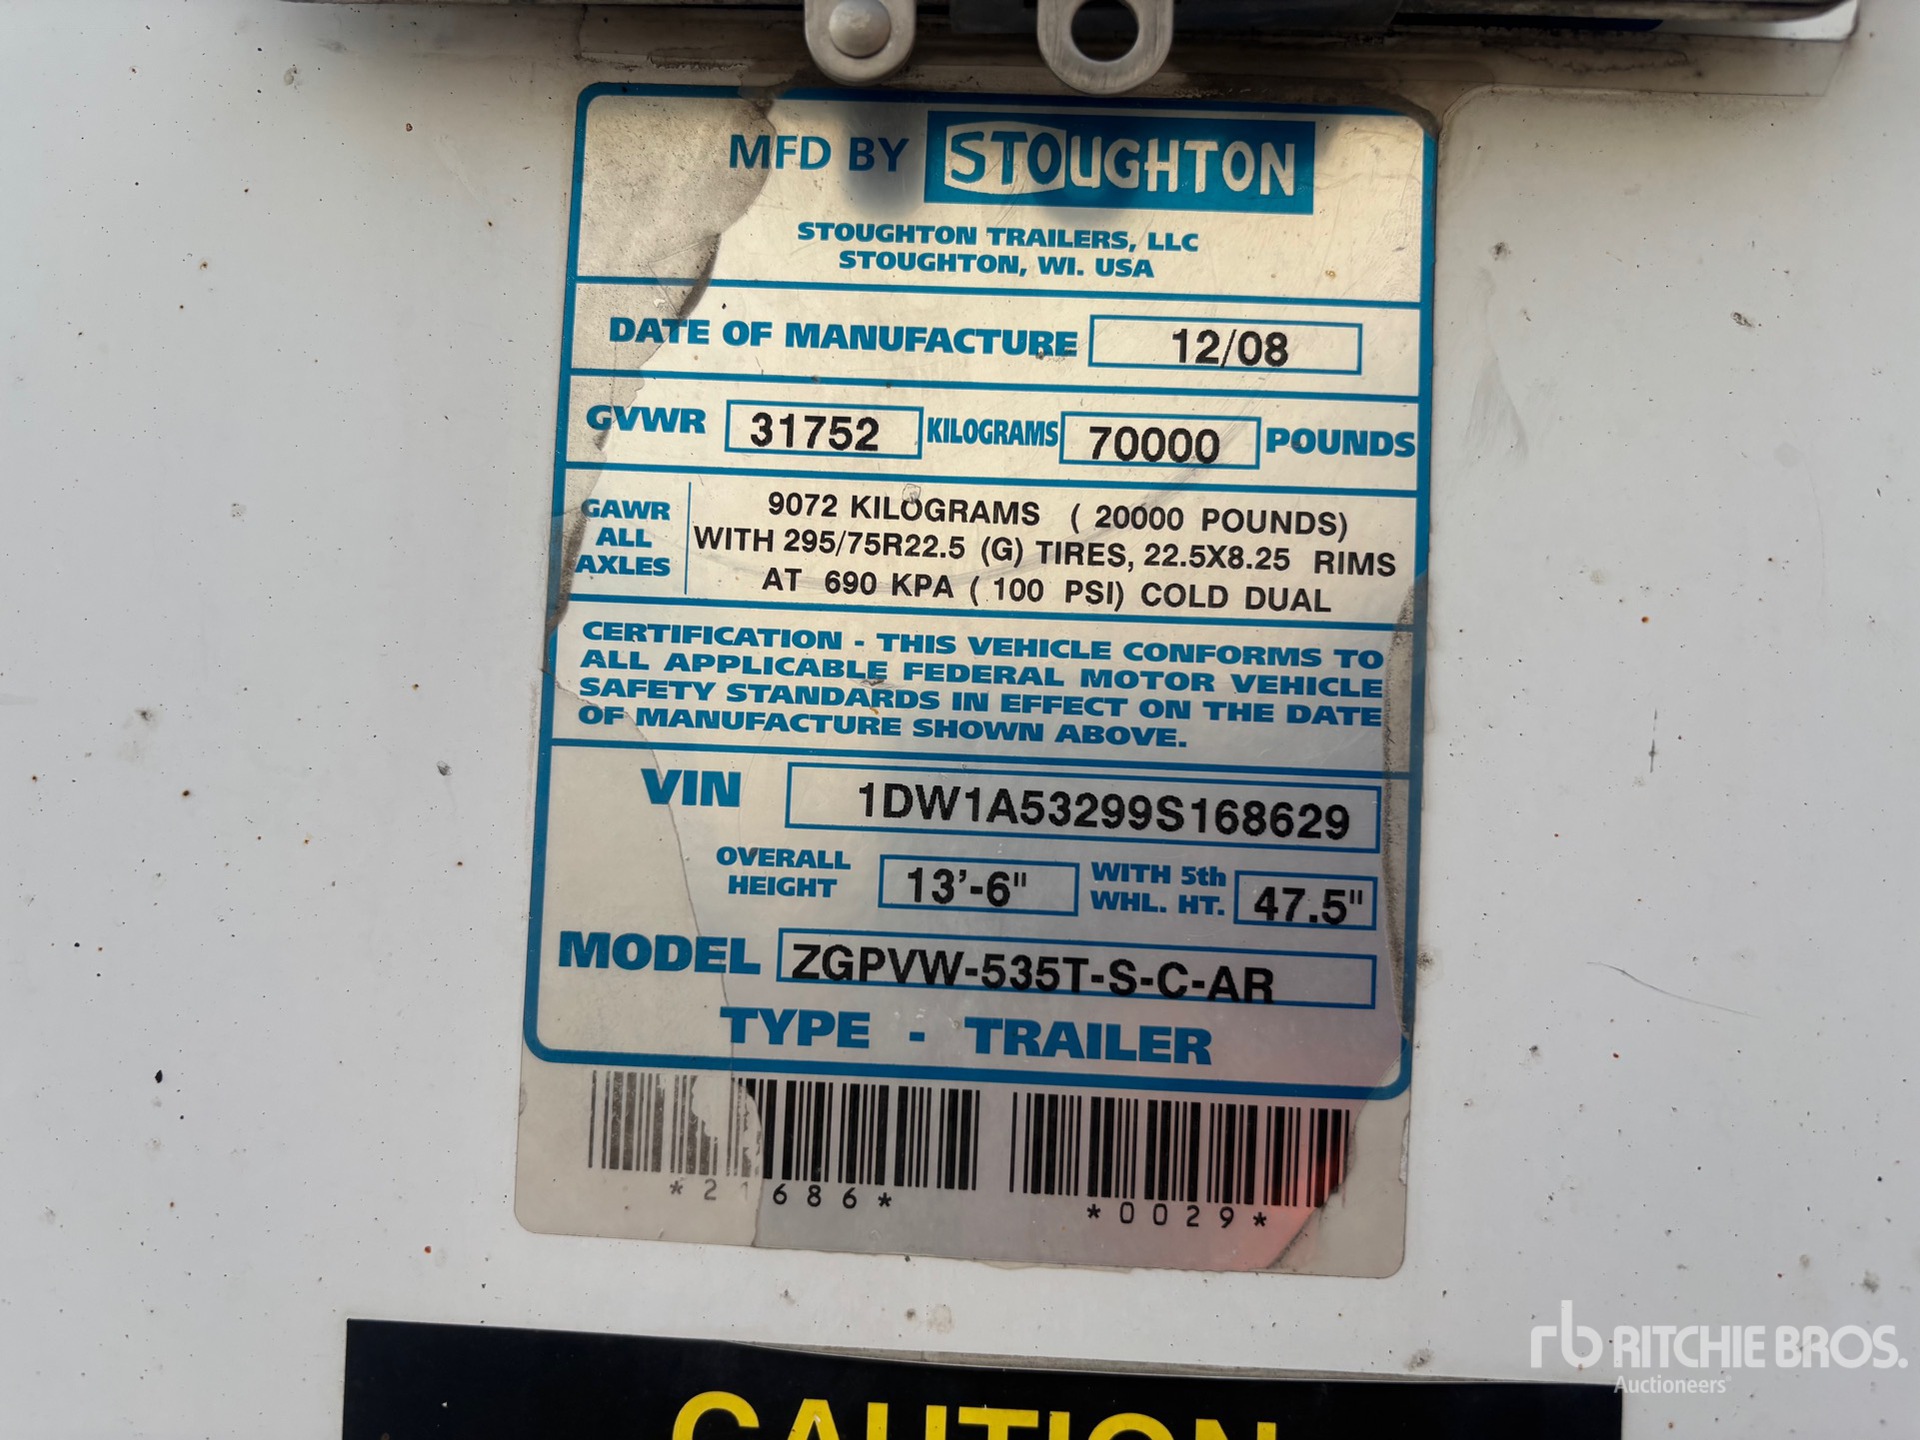 MFD BY STOUGHTON
STOUGHTON TRAILERS, LLC
STOUGHTON, WI. USA
DATE OF MANUFACTURE 12/08
GVWR 31752 KILOGRAMS 70000 POUNDS
GAWR ALL AXLES
9072 KILOGRAMS ( 20000 POUNDS)
WITH 295/75R22.5 (G) TIRES, 22.5X8.25 RIMS
AT 690 KPA ( 100 PSI) COLD DUAL
CERTIFICATION - THIS VEHICLE CONFORMS TO
ALL APPLICABLE FEDERAL MOTOR VEHICLE
SAFETY STANDARDS IN EFFECT ON THE DATE
OF MANUFACTURE SHOWN ABOVE.
VIN 1DW1A53299S168629
OVERALL HEIGHT 13'-6" WITH 5th WHL. HT. 47.5"
MODEL ZGPVW-535T-S-C-AR
TYPE - TRAILER
*21686* *0029*
CAUTION
rb RITCHIE BROS.
Auctioneers